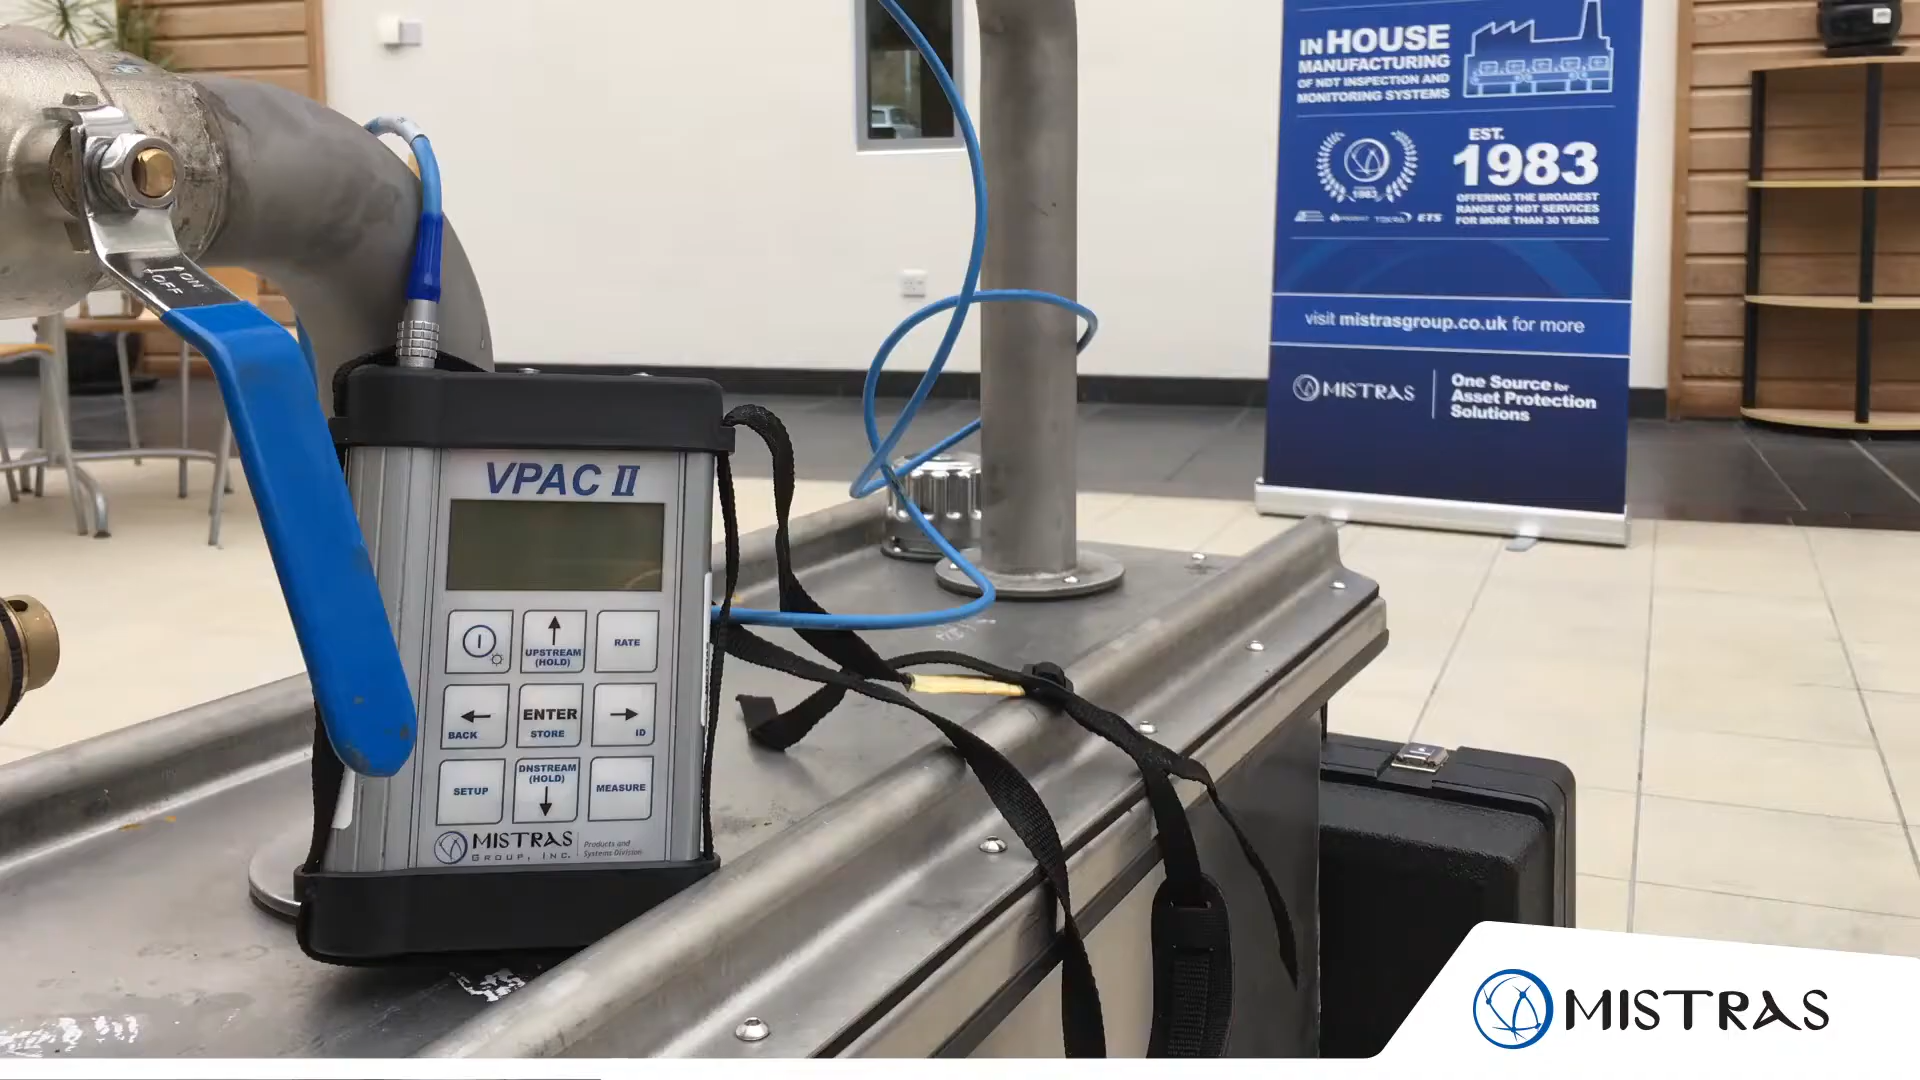 IN HOUSE
MANUFACTURING
OF NDT INSPECTION AND
MONITORING SYSTEMS
EST.
1983
1983
OFFERING THE BROADEST
RANGE OF NDT SERVICES
FOR MORE THAN 30 YEARS
ETS
visit mistrasgroup.co.uk for more
MISTRAS
One Source for
Asset Protection
Solutions
ON
OFF
VPAC II
UPSTREAM
(HOLD)
RATE
BACK
ENTER
STORE
ID
SETUP
DNSTREAM
(HOLD)
MEASURE
MISTRAS
GROUP, INC.
Products and
Systems Division
MISTRAS